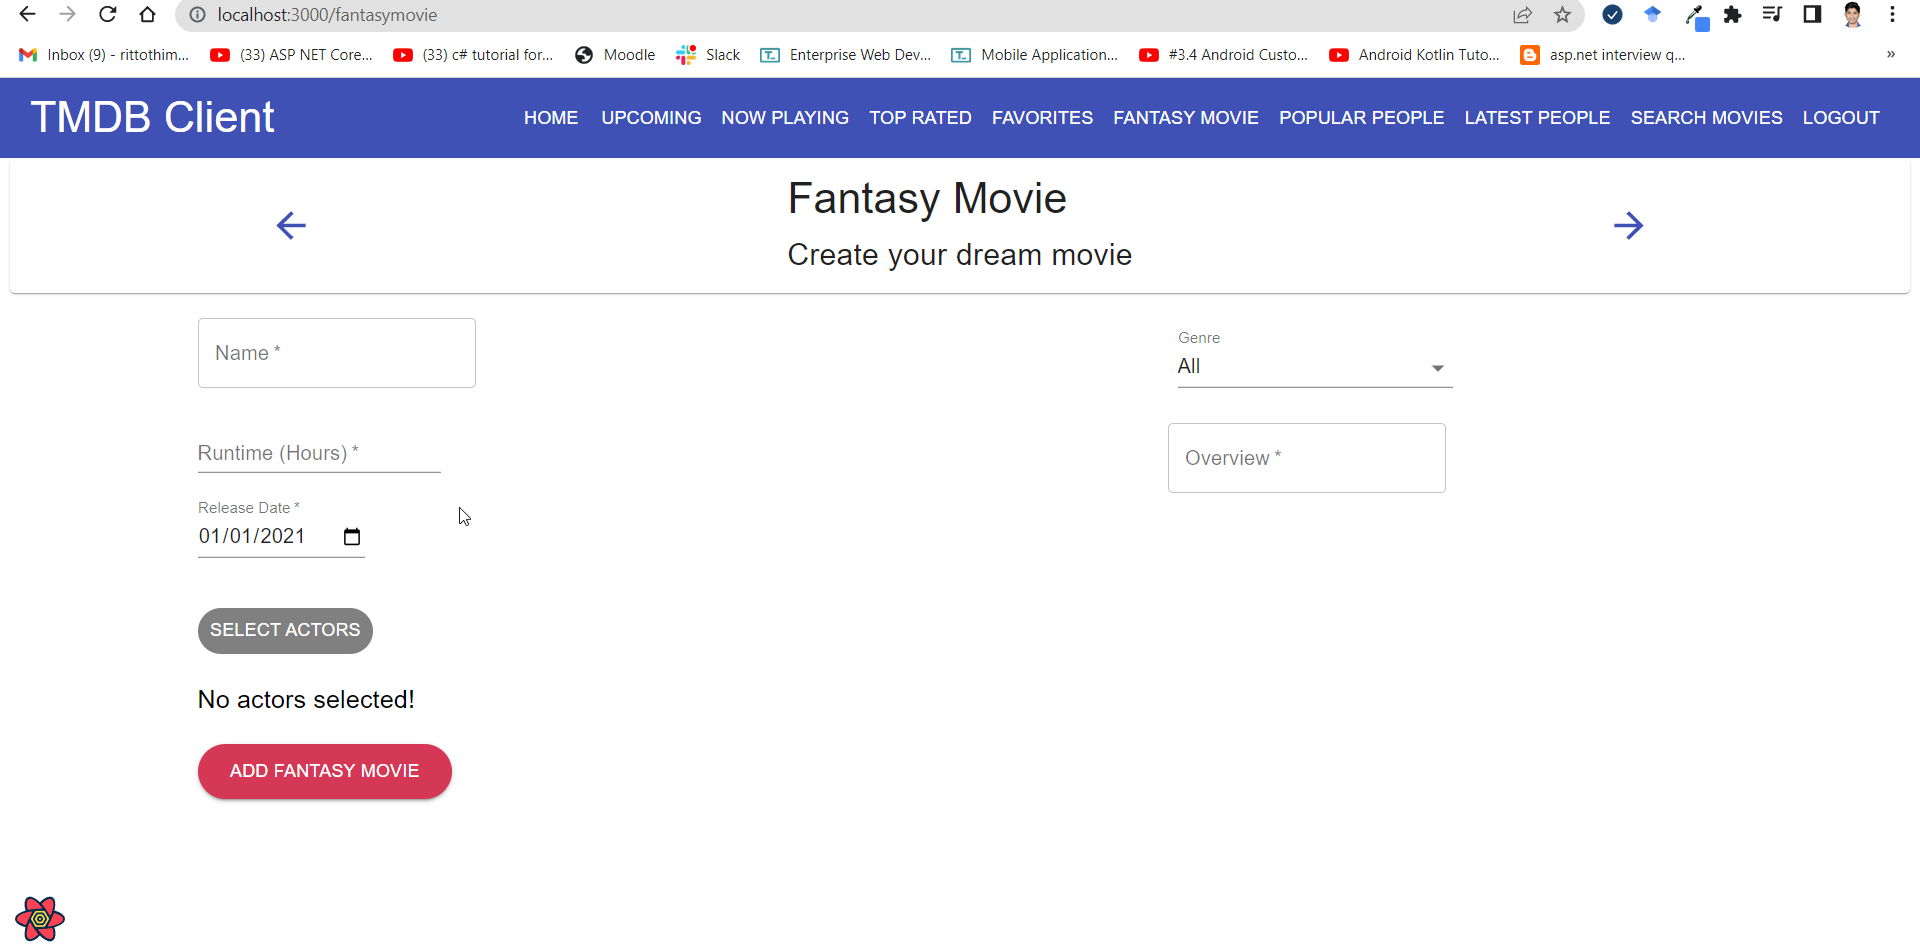 localhost:3000/fantasymovie
Inbox (9) - rittothim... (33) ASP NET Core... (33) c# tutorial for... Moodle Slack Enterprise Web Dev... Mobile Application... #3.4 Android Custo... Android Kotlin Tuto... asp.net interview q... »
TMDB Client HOME UPCOMING NOW PLAYING TOP RATED FAVORITES FANTASY MOVIE POPULAR PEOPLE LATEST PEOPLE SEARCH MOVIES LOGOUT
Fantasy Movie
Create your dream movie
Name *
Genre
All
Runtime (Hours) *
Overview *
Release Date *
01/01/2021
SELECT ACTORS
No actors selected!
ADD FANTASY MOVIE